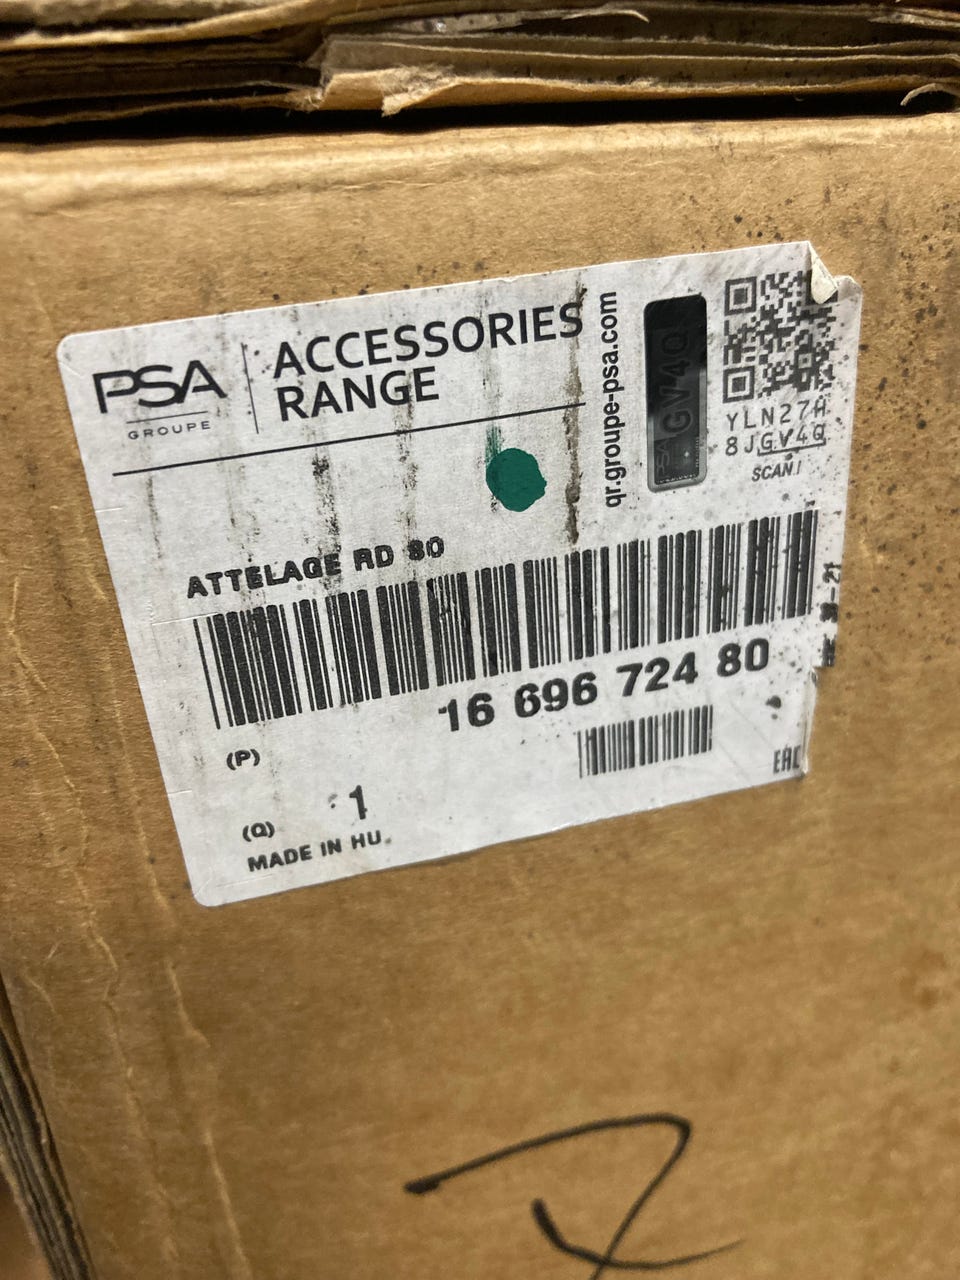 PSA
GROUPE
ACCESSORIES
RANGE
qr.groupe-psa.com
GV4Q
YLN27H
8JGV4Q
SCAN!
ATTELAGE RD 80
16 696 724 80
(P)
(Q) 1
MADE IN HU.
EAC